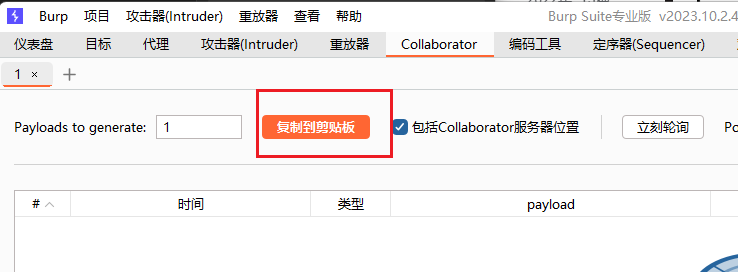 Burp 项目 攻击器(Intruder) 重放器 查看 帮助 Burp Suite专业版 v2023.10.2.4
仪表盘 目标 代理 攻击器(Intruder) 重放器 Collaborator 编码工具 定序器(Sequencer)
1 × +
Payloads to generate: 1 复制到剪贴板 包括Collaborator服务器位置 立刻轮询 Po
# 时间 类型 payload